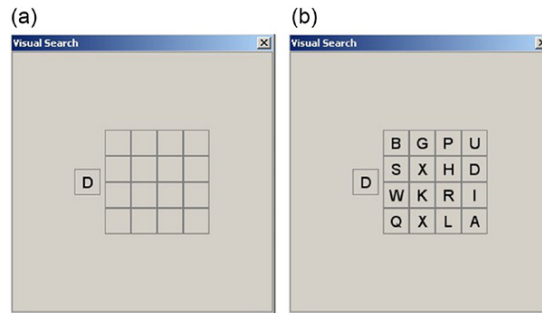 (a)
(b)
Visual Search
Visual Search
D
B G P U
S X H D
D
W K R I
Q X L A